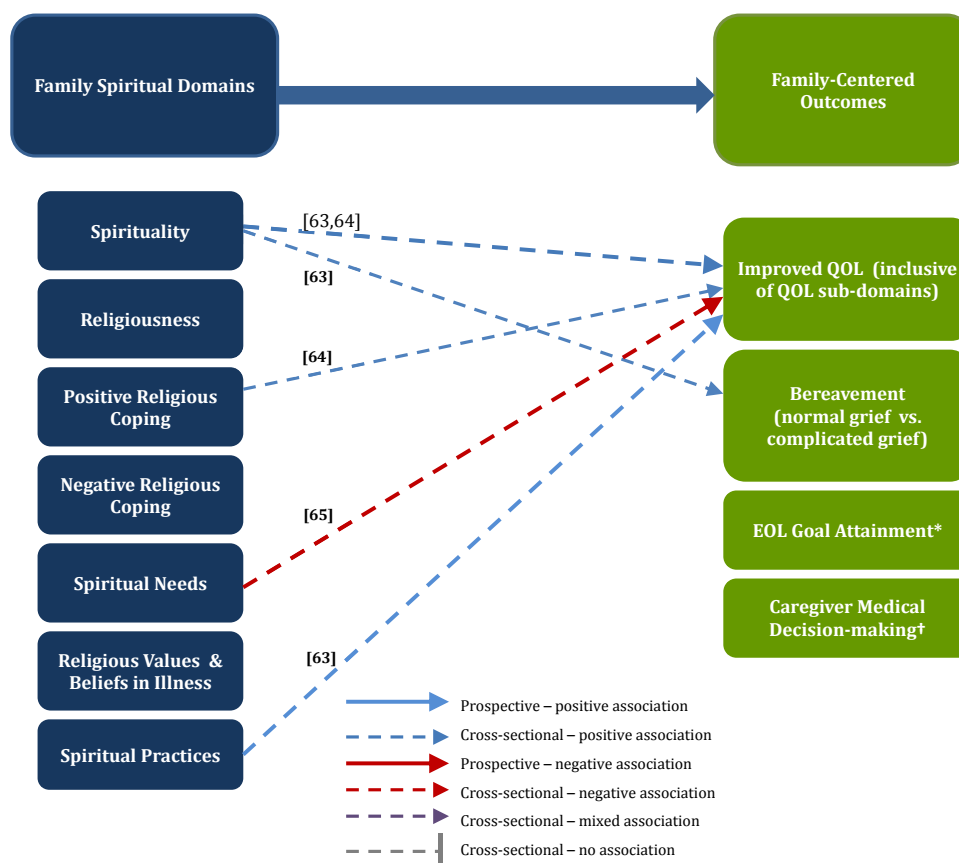 Family Spiritual Domains
Family-Centered
Outcomes
Spirituality
Religiousness
Positive Religious
Coping
Negative Religious
Coping
Spiritual Needs
Religious Values & 
Beliefs in Illness
Spiritual Practices
[63,64]
[63]
[64]
[65]
[63]
Improved QOL (inclusive
of QOL sub-domains)
Bereavement
(normal grief vs.
complicated grief)
EOL Goal Attainment*
Caregiver Medical
Decision-making†
Prospective – positive association
Cross-sectional – positive association
Prospective – negative association
Cross-sectional – negative association
Cross-sectional – mixed association
Cross-sectional – no association